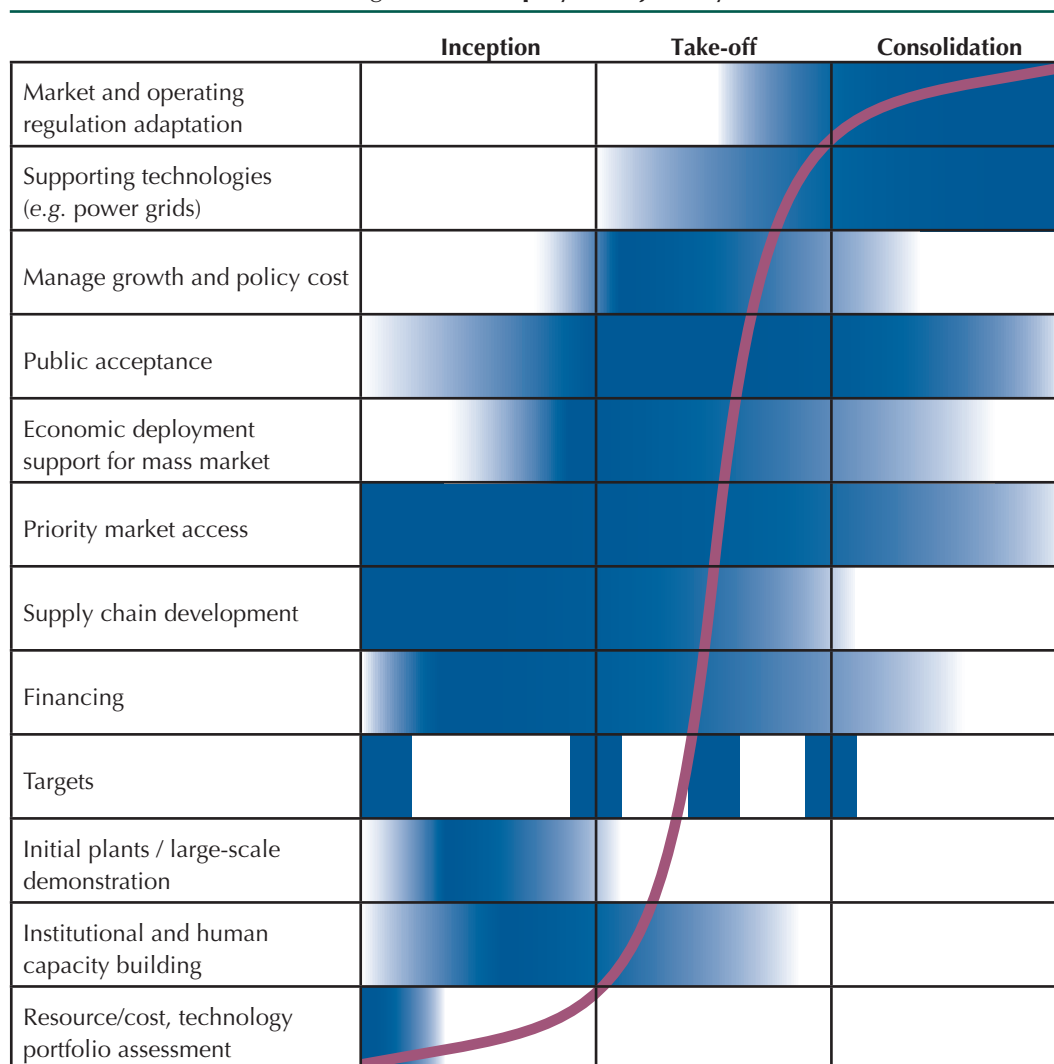 Inception Take-off Consolidation
Market and operating
regulation adaptation
Supporting technologies
(e.g. power grids)
Manage growth and policy cost
Public acceptance
Economic deployment
support for mass market
Priority market access
Supply chain development
Financing
Targets
Initial plants / large-scale
demonstration
Institutional and human
capacity building
Resource/cost, technology
portfolio assessment